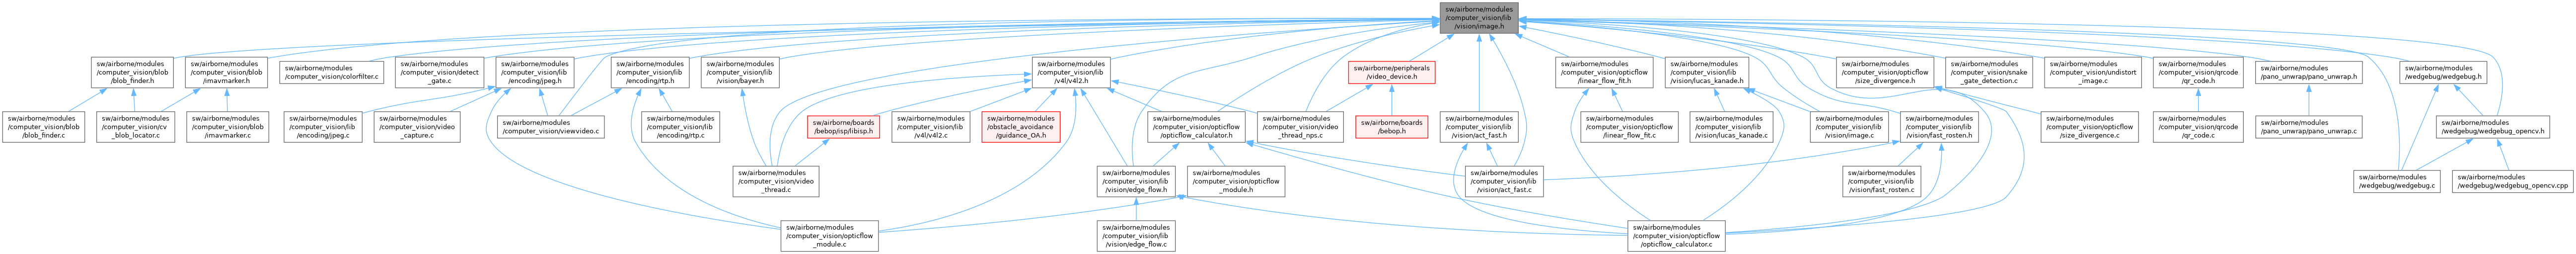 sw/airborne/modules
/computer_vision/lib
/vision/image.h
sw/airborne/modules
/computer_vision/blob
/blob_finder.h
sw/airborne/modules
/computer_vision/blob
/imavmarker.h
sw/airborne/modules
/computer_vision/colorfilter.c
sw/airborne/modules
/computer_vision/detect
_gate.c
sw/airborne/modules
/computer_vision/lib
/encoding/jpeg.h
sw/airborne/modules
/computer_vision/lib
/encoding/rtp.h
sw/airborne/modules
/computer_vision/lib
/vision/bayer.h
sw/airborne/modules
/computer_vision/lib
/v4l/v4l2.h
sw/airborne/peripherals
/video_device.h
sw/airborne/modules
/computer_vision/opticflow
/linear_flow_fit.h
sw/airborne/modules
/computer_vision/lib
/vision/lucas_kanade.h
sw/airborne/modules
/computer_vision/opticflow
/size_divergence.h
sw/airborne/modules
/computer_vision/snake
_gate_detection.c
sw/airborne/modules
/computer_vision/undistort
_image.c
sw/airborne/modules
/computer_vision/qrcode
/qr_code.h
sw/airborne/modules
/pano_unwrap/pano_unwrap.h
sw/airborne/modules
/wedgebug/wedgebug.h
sw/airborne/modules
/computer_vision/blob
/blob_finder.c
sw/airborne/modules
/computer_vision/cv
_blob_locator.c
sw/airborne/modules
/computer_vision/blob
/imavmarker.c
sw/airborne/modules
/computer_vision/lib
/encoding/jpeg.c
sw/airborne/modules
/computer_vision/video
_capture.c
sw/airborne/modules
/computer_vision/viewvideo.c
sw/airborne/modules
/computer_vision/lib
/encoding/rtp.c
sw/airborne/boards
/bebop/isp/libisp.h
sw/airborne/modules
/computer_vision/lib
/v4l/v4l2.c
sw/airborne/modules
/obstacle_avoidance
/guidance_OA.h
sw/airborne/modules
/computer_vision/opticflow
/opticflow_calculator.h
sw/airborne/modules
/computer_vision/video
_thread_nps.c
sw/airborne/boards
/bebop.h
sw/airborne/modules
/computer_vision/lib
/vision/act_fast.h
sw/airborne/modules
/computer_vision/opticflow
/linear_flow_fit.c
sw/airborne/modules
/computer_vision/lib
/vision/lucas_kanade.c
sw/airborne/modules
/computer_vision/lib
/vision/image.c
sw/airborne/modules
/computer_vision/lib
/vision/fast_rosten.h
sw/airborne/modules
/computer_vision/opticflow
/size_divergence.c
sw/airborne/modules
/computer_vision/qrcode
/qr_code.c
sw/airborne/modules
/pano_unwrap/pano_unwrap.c
sw/airborne/modules
/wedgebug/wedgebug_opencv.h
sw/airborne/modules
/computer_vision/video
_thread.c
sw/airborne/modules
/computer_vision/lib
/vision/edge_flow.h
sw/airborne/modules
/computer_vision/opticflow
_module.h
sw/airborne/modules
/computer_vision/lib
/vision/act_fast.c
sw/airborne/modules
/computer_vision/lib
/vision/fast_rosten.c
sw/airborne/modules
/wedgebug/wedgebug.c
sw/airborne/modules
/wedgebug/wedgebug_opencv.cpp
sw/airborne/modules
/computer_vision/opticflow
_module.c
sw/airborne/modules
/computer_vision/lib
/vision/edge_flow.c
sw/airborne/modules
/computer_vision/opticflow
/opticflow_calculator.c